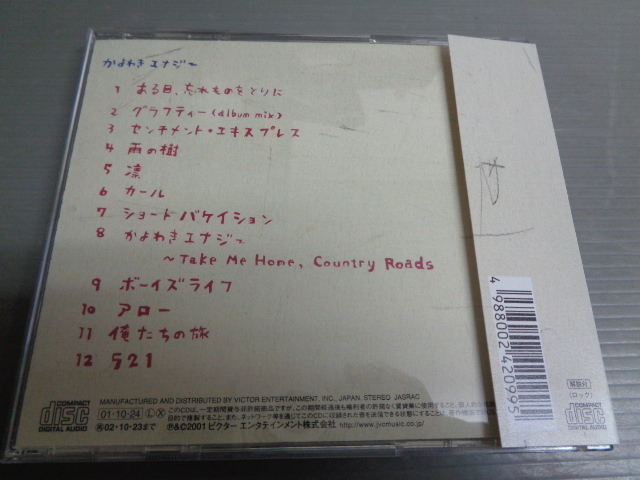 かよわきエナジー
1 ある日、忘れものをとりに
2 グラフティー(album mix)
3 センチメント・エキスプレス
4 雨の樹
5 凛
6 カール
7 ショートバケイション
8 かよわきエナジー
～Take Me Home, Country Roads
9 ボーイズライフ
10 アロー
11 俺たちの旅
12 521
COMPACT
disc
DIGITAL AUDIO
MANUFACTURED AND DISTRIBUTED BY VICTOR ENTERTAINMENT, INC. JAPAN STEREO JASRAC
01・10・24 L X
02・10・23まで
℗&©2001 ビクター エンタテインメント株式会社 http://www.jvcmusic.co.jp/
4988002420995
解説付
(ロック)
COMPACT
disc
DIGITAL AUDIO